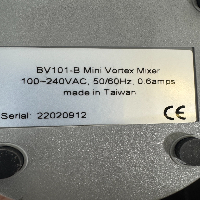 BV101-B Mini Vortex Mixer
100~240VAC, 50/60Hz, 0.6amps
made in Taiwan
Serial: 22020912
CE